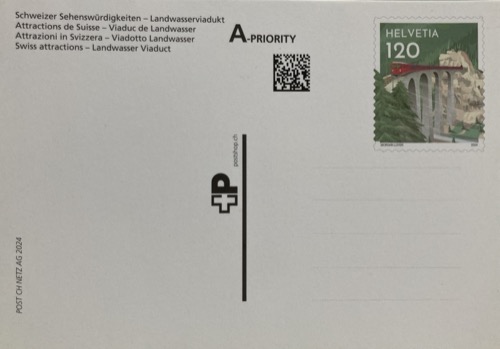 Schweizer Sehenswürdigkeiten – Landwasserviadukt
Attractions de Suisse – Viaduc de Landwasser
Attrazioni in Svizzera – Viadotto Landwasser
Swiss attractions – Landwasser Viaduct
A-PRIORITY
HELVETIA
120
postshop.ch
P
POST CH NETZ AG 2024